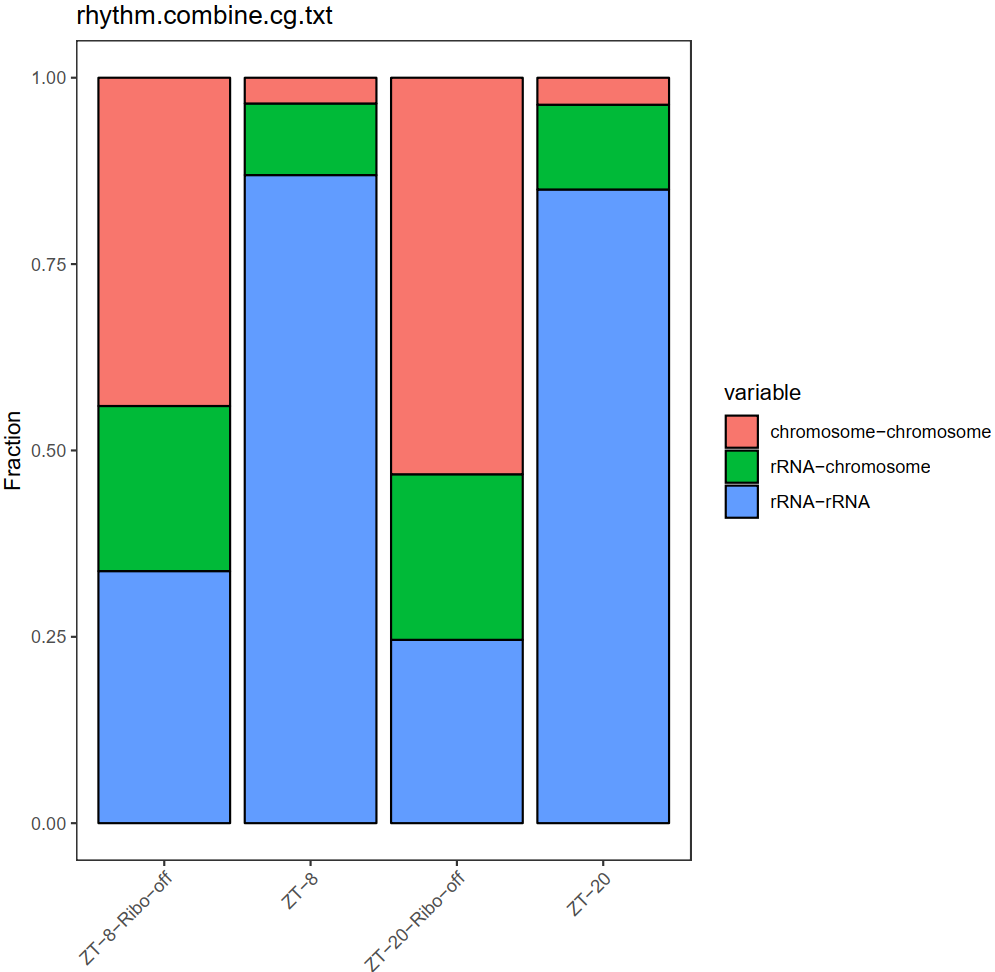 rhythm.combine.cg.txt
Fraction
1.00
0.75
0.50
0.25
0.00
ZT−8−Ribo−off
ZT−8
ZT−20−Ribo−off
ZT−20
variable
chromosome−chromosome
rRNA−chromosome
rRNA−rRNA